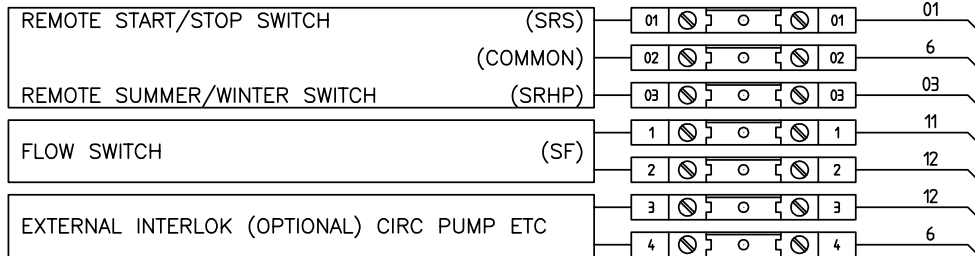 REMOTE START/STOP SWITCH (SRS) 01 01 01
(COMMON) 02 02 6
REMOTE SUMMER/WINTER SWITCH (SRHP) 03 03 03
1 1 11
FLOW SWITCH (SF)
2 2 12
3 3 12
EXTERNAL INTERLOK (OPTIONAL) CIRC PUMP ETC
4 4 6